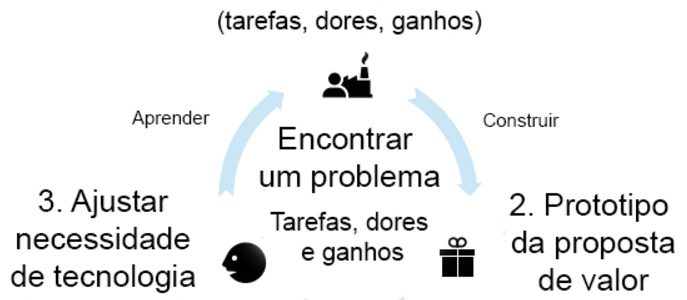 (tarefas, dores, ganhos)
Aprender
Construir
Encontrar
um problema
3. Ajustar
necessidade
de tecnologia
Tarefas, dores
e ganhos
2. Prototipo
da proposta
de valor